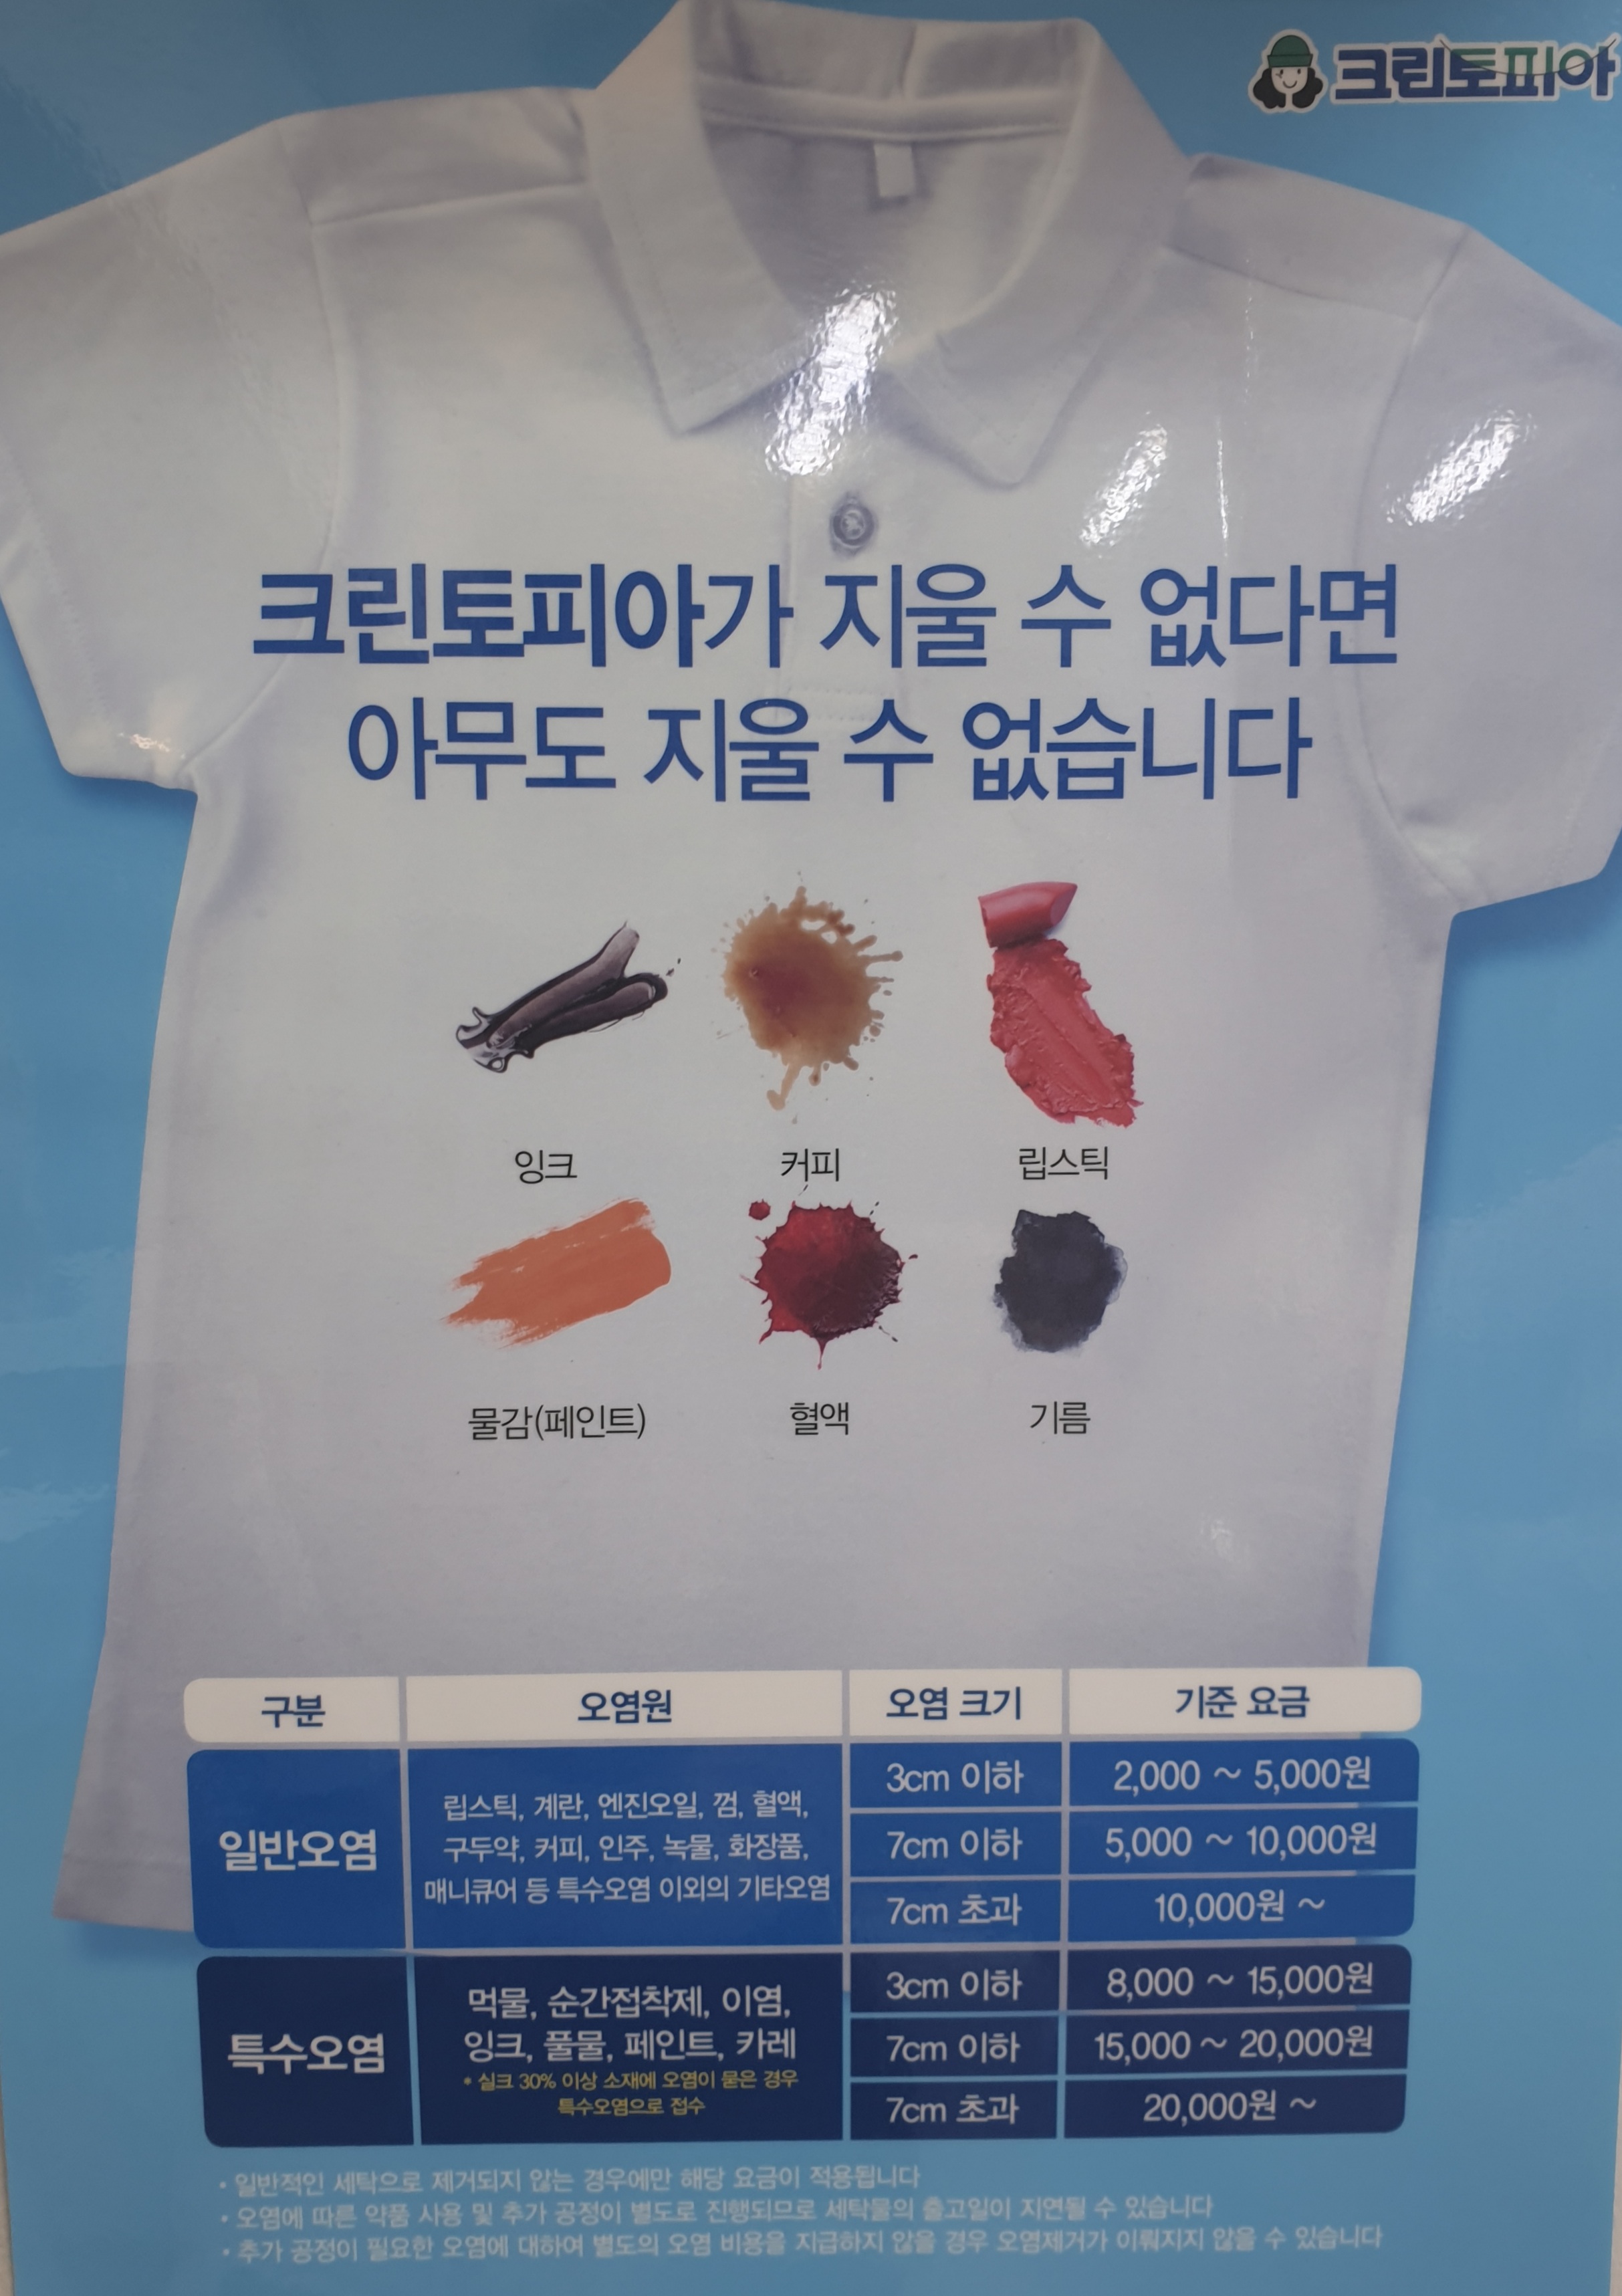 크린토피아
크린토피아가 지울 수 없다면
아무도 지울 수 없습니다
잉크 커피 립스틱
물감(페인트) 혈액 기름
구분 오염원 오염 크기 기준 요금
일반오염
립스틱, 계란, 엔진오일, 껌, 혈액,
구두약, 커피, 인주, 녹물, 화장품,
매니큐어 등 특수오염 이외의 기타오염
3cm 이하 2,000 ~ 5,000원
7cm 이하 5,000 ~ 10,000원
7cm 초과 10,000원 ~
특수오염
먹물, 순간접착제, 이염,
잉크, 풀물, 페인트, 카레
* 실크 30% 이상 소재에 오염이 묻은 경우
특수오염으로 접수
3cm 이하 8,000 ~ 15,000원
7cm 이하 15,000 ~ 20,000원
7cm 초과 20,000원 ~
• 일반적인 세탁으로 제거되지 않는 경우에만 해당 요금이 적용됩니다
• 오염에 따른 약품 사용 및 추가 공정이 별도로 진행되므로 세탁물의 출고일이 지연될 수 있습니다
• 추가 공정이 필요한 오염에 대하여 별도의 오염 비용을 지급하지 않을 경우 오염제거가 이뤄지지 않을 수 있습니다